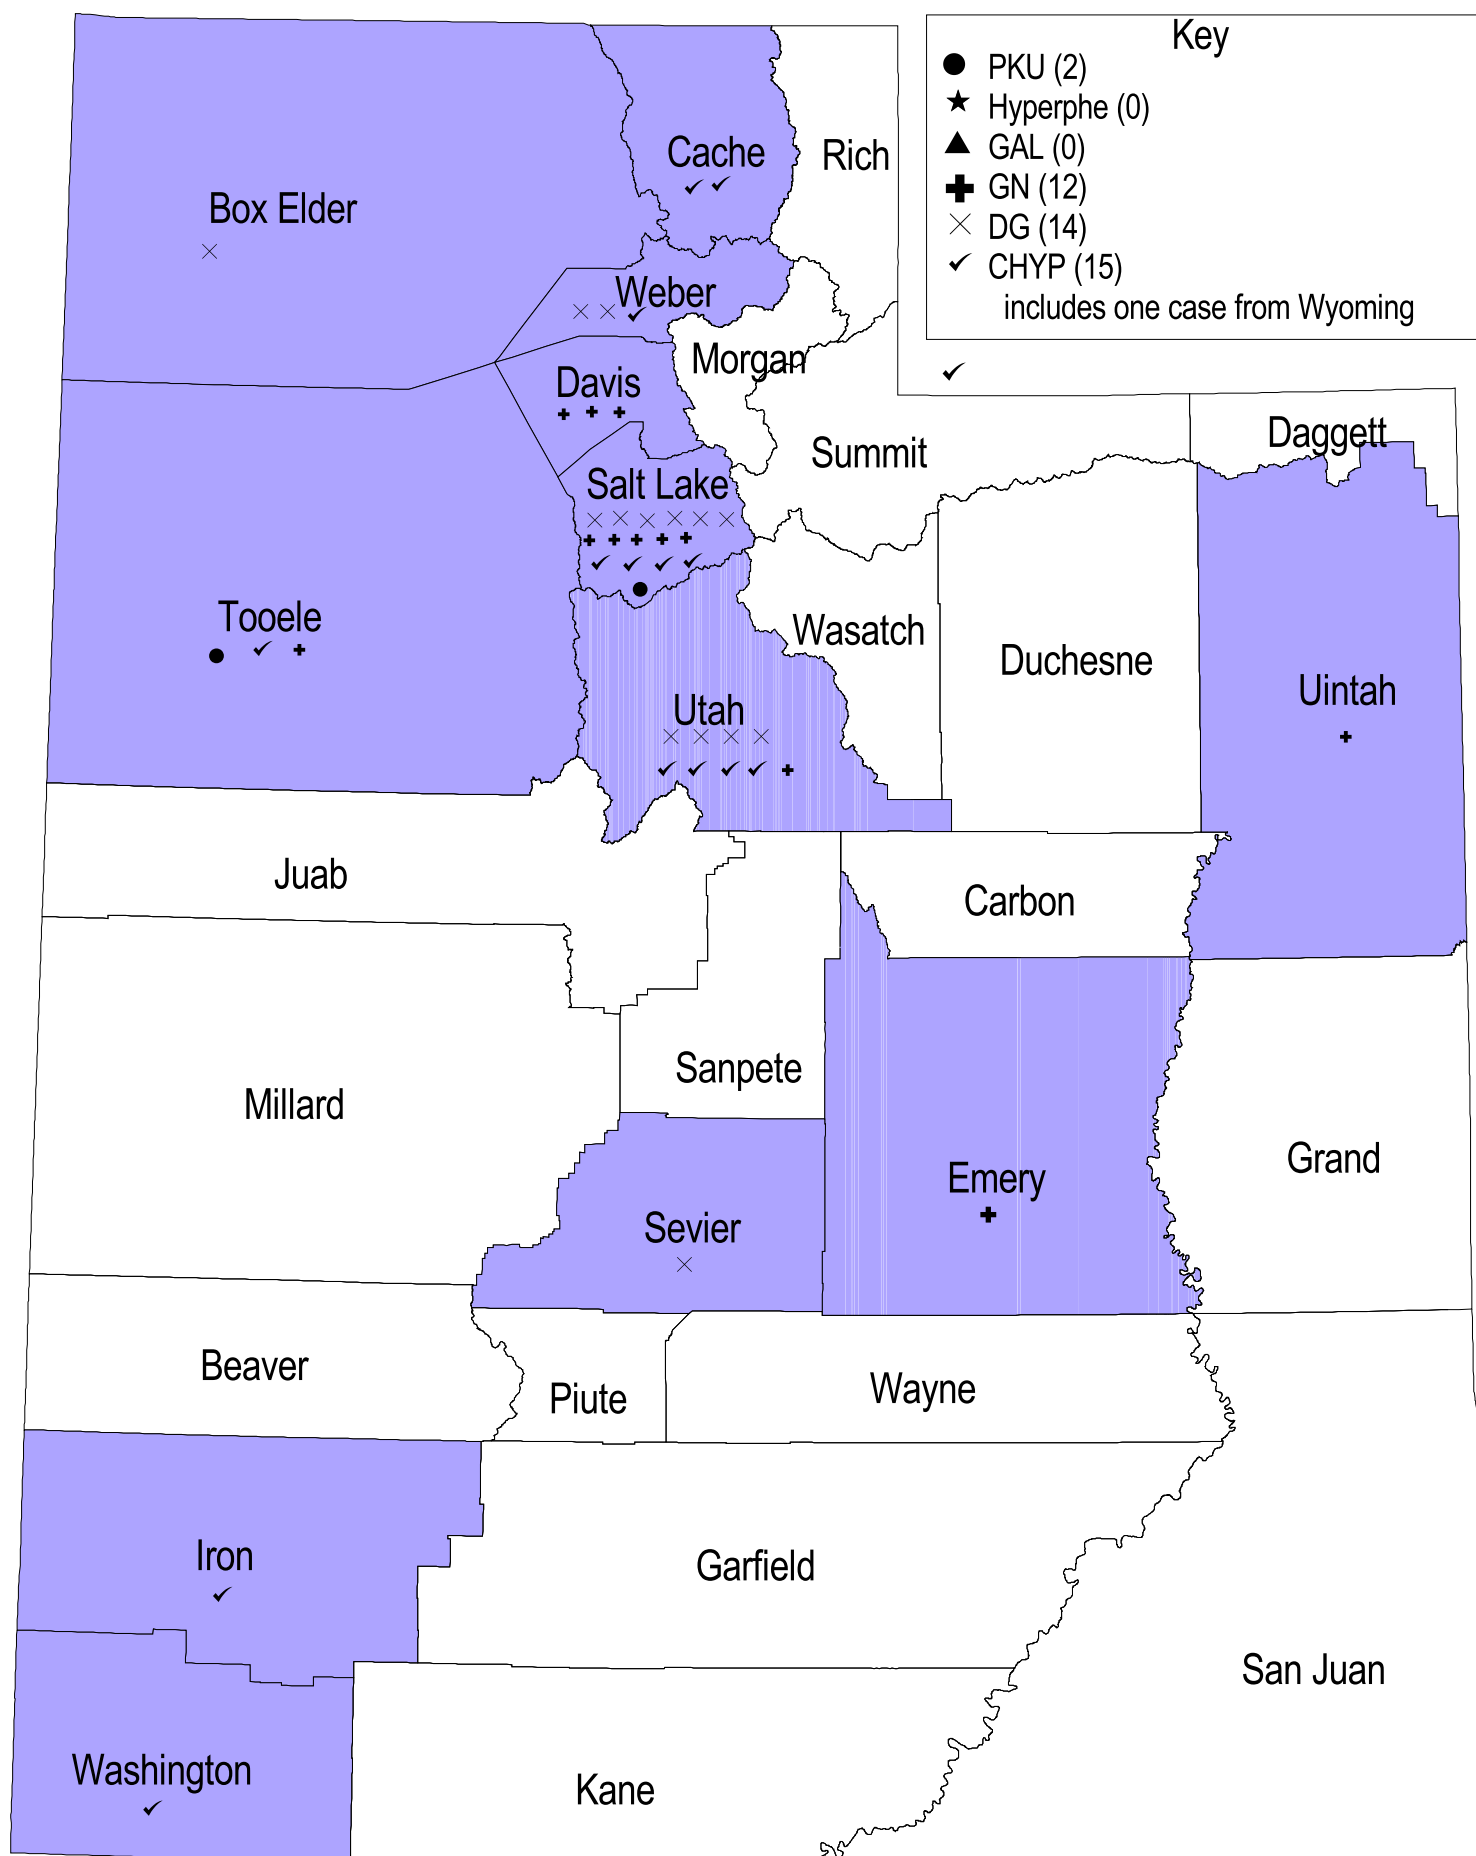 Key
PKU (2)
Hyperphe (0)
GAL (0)
GN (12)
DG (14)
CHYP (15)
includes one case from Wyoming
Cache
Rich
Box Elder
Weber
Morgan
Davis
Daggett
Summit
Salt Lake
Tooele
Wasatch
Duchesne
Uintah
Utah
Juab
Carbon
Sanpete
Millard
Grand
Emery
Sevier
Beaver
Piute
Wayne
Iron
Garfield
San Juan
Washington
Kane